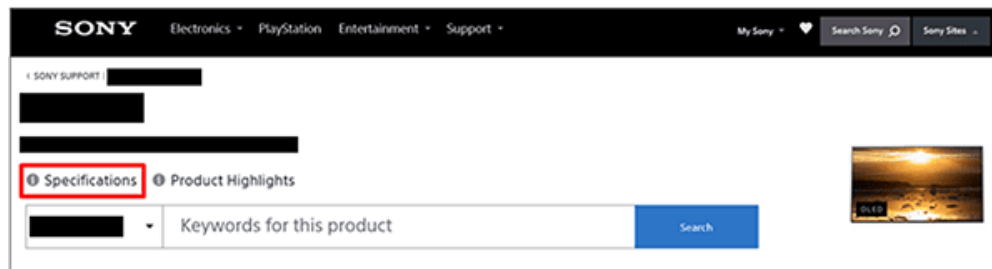 SONY Electronics PlayStation Entertainment Support My Sony Search Sony Sony Sites
‹ SONY SUPPORT |
Specifications Product Highlights
OLED
Keywords for this product Search